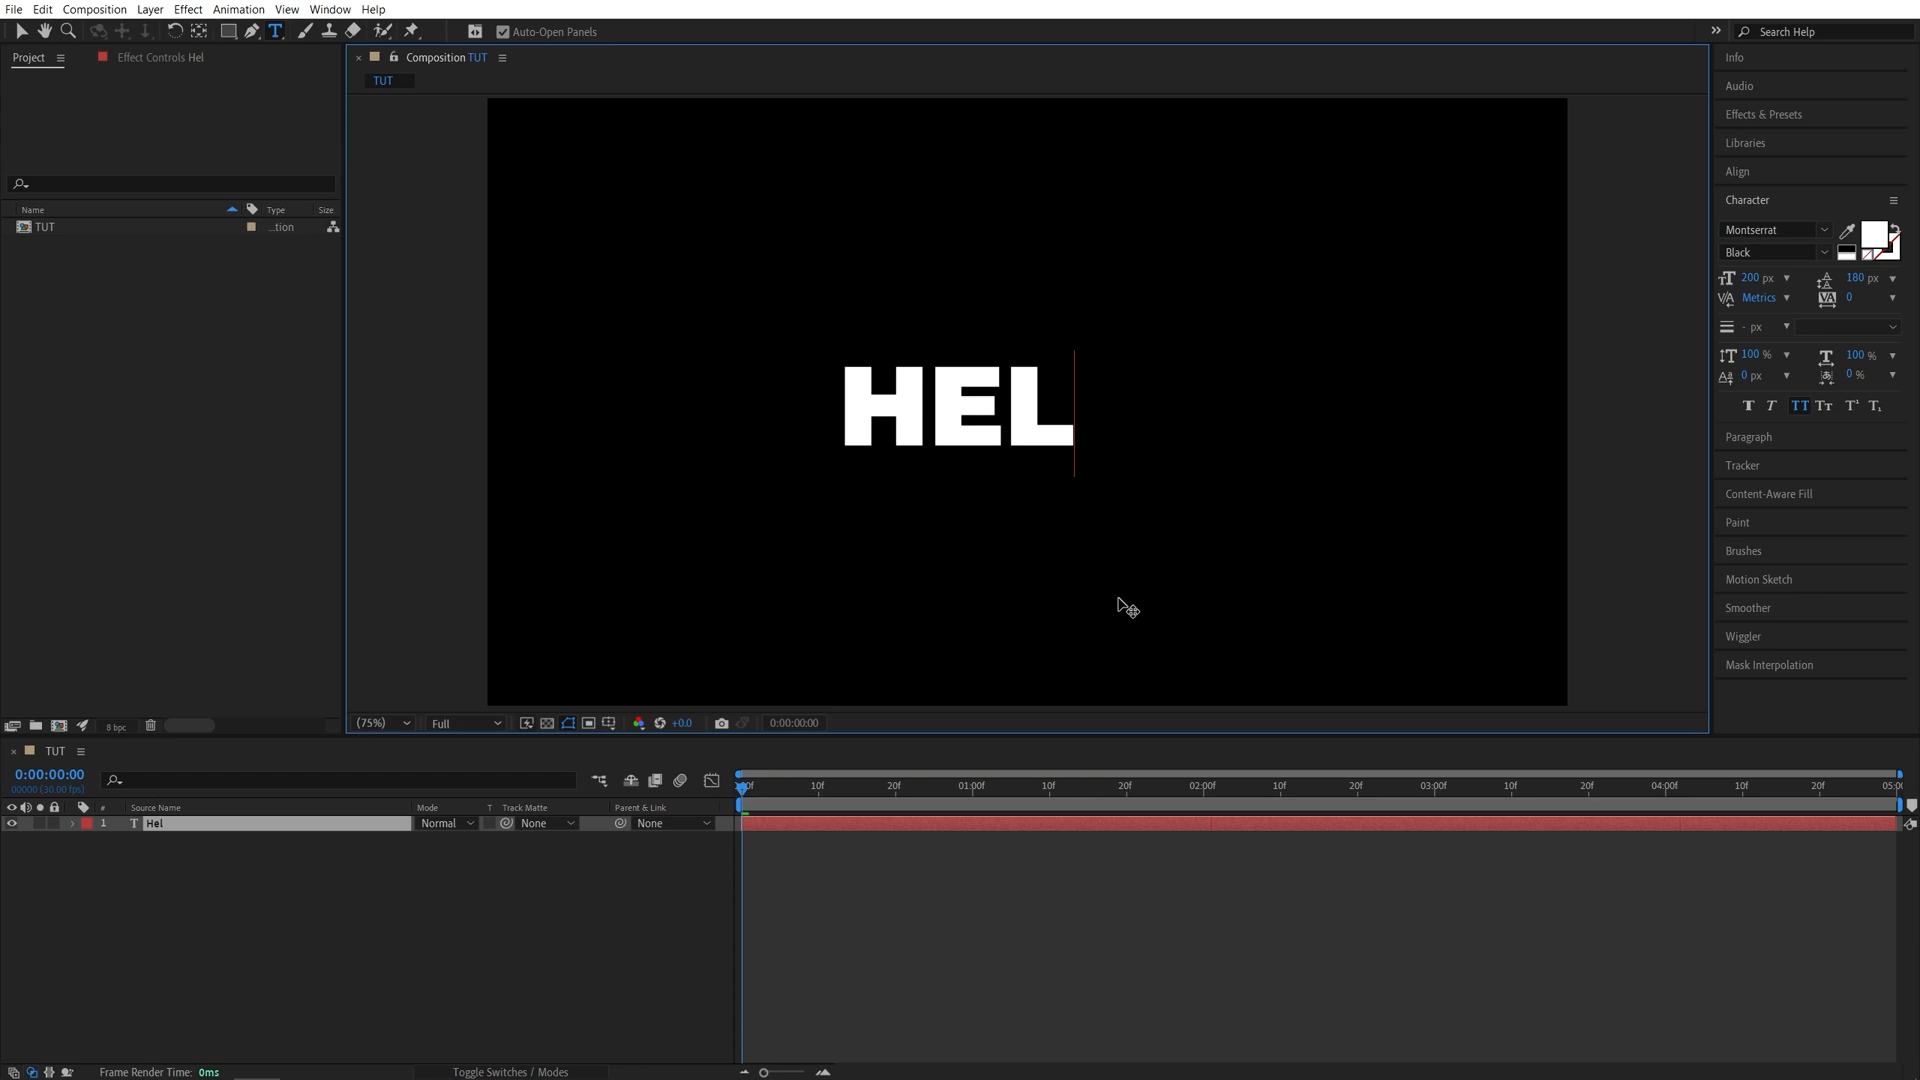 File Edit Composition Layer Effect Animation View Window Help
Auto-Open Panels
Search Help
Project
Effect Controls Hel
Composition TUT
TUT
Name Type Size
TUT ...tion
HEL
8 bpc
(75%) Full +0.0 0:00:00:00
Info
Audio
Effects & Presets
Libraries
Align
Character
Montserrat
Black
200 px 180 px
Metrics 0
- px
100 % 100 %
0 px 0 %
T T TT Tт T¹ T₁
Paragraph
Tracker
Content-Aware Fill
Paint
Brushes
Motion Sketch
Smoother
Wiggler
Mask Interpolation
TUT
0:00:00:00
00000 (30.00 fps)
10f 20f 01:00f 10f 20f 02:00f 10f 20f 03:00f 10f 20f 04:00f 10f 20f
# Source Name Mode T Track Matte Parent & Link
1 T Hel Normal None None
Frame Render Time: 0ms
Toggle Switches / Modes